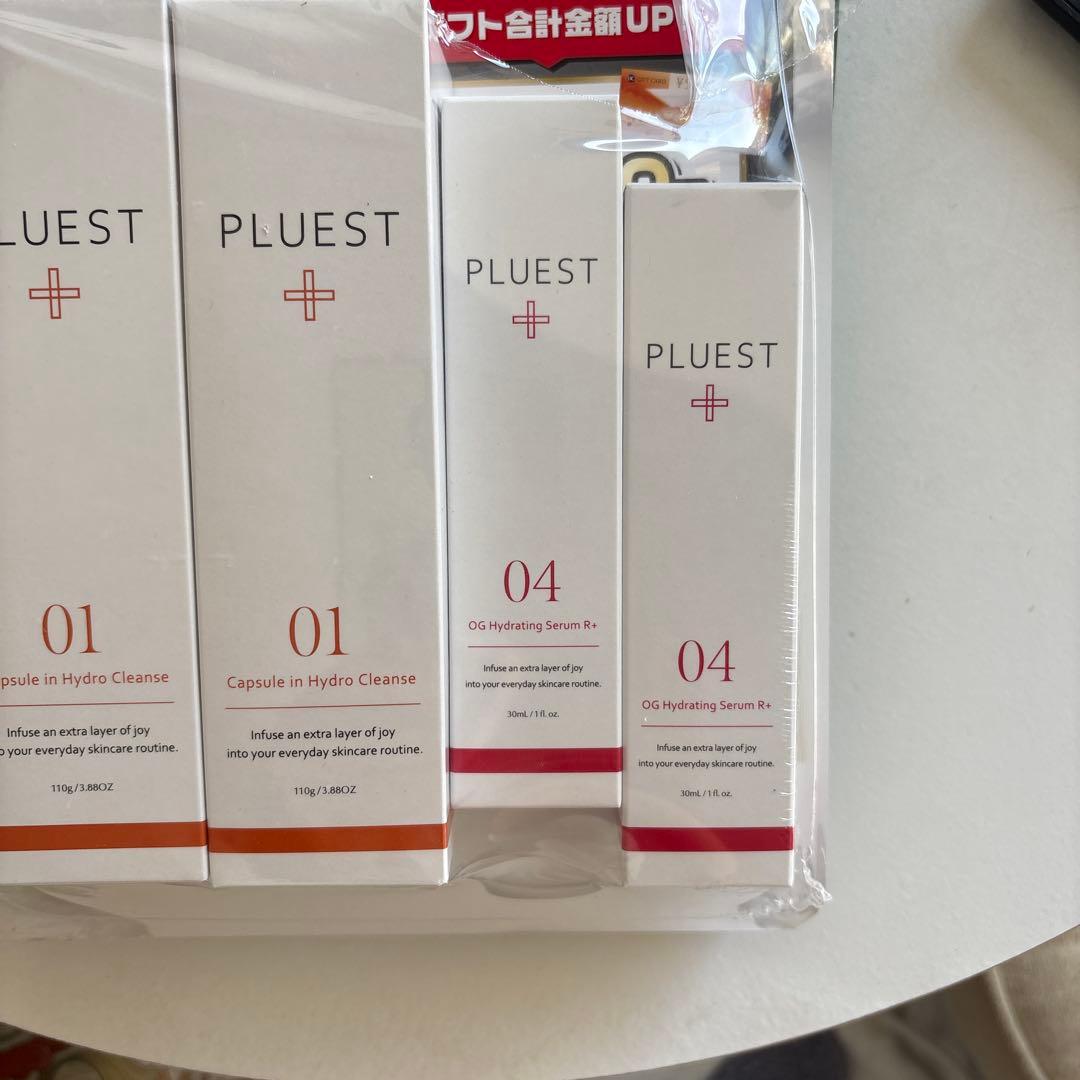 フト合計金額UP
GIFT CARD
LUEST
01
psule in Hydro Cleanse
Infuse an extra layer of joy
o your everyday skincare routine.
110g/3.88OZ
PLUEST
01
Capsule in Hydro Cleanse
Infuse an extra layer of joy
into your everyday skincare routine.
110g/3.88OZ
PLUEST
04
OG Hydrating Serum R+
Infuse an extra layer of joy
into your everyday skincare routine.
30mL / 1 fl. oz.
PLUEST
04
OG Hydrating Serum R+
Infuse an extra layer of joy
into your everyday skincare routine.
30mL / 1 fl. oz.